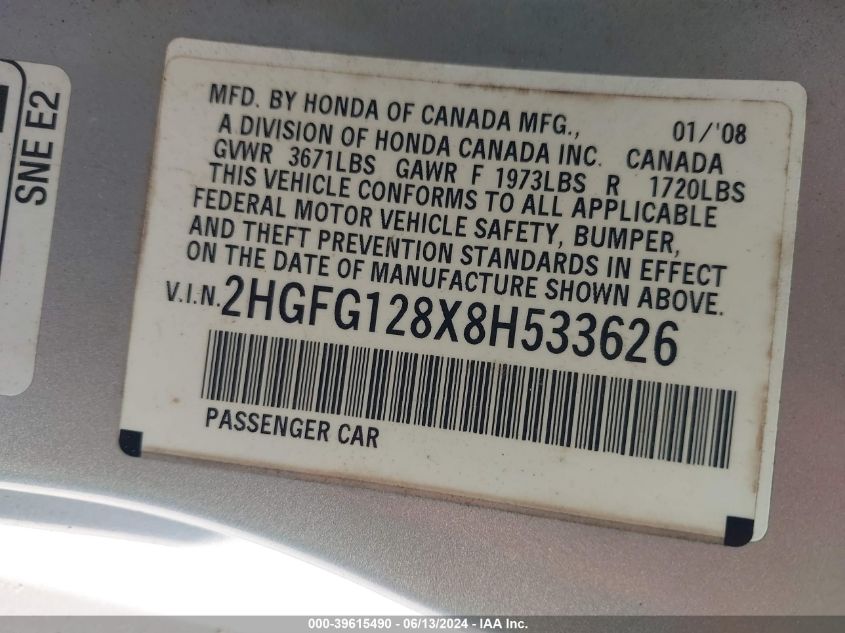 SNE E2
MFD. BY HONDA OF CANADA MFG., 01/'08
A DIVISION OF HONDA CANADA INC. CANADA
GVWR 3671LBS GAWR F 1973LBS R 1720LBS
THIS VEHICLE CONFORMS TO ALL APPLICABLE
FEDERAL MOTOR VEHICLE SAFETY, BUMPER,
AND THEFT PREVENTION STANDARDS IN EFFECT
ON THE DATE OF MANUFACTURE SHOWN ABOVE.
V.I.N. 2HGFG128X8H533626
PASSENGER CAR
000-39615490 - 06/13/2024 - IAA Inc.